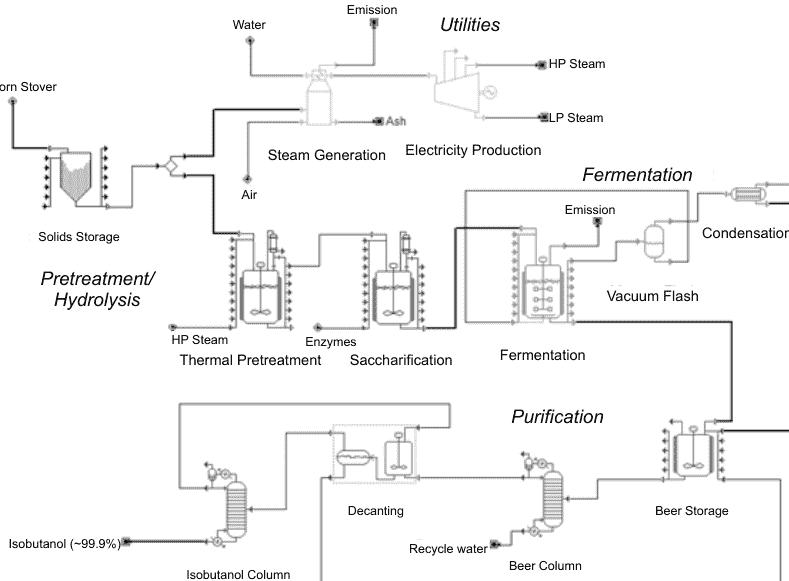 Emission
Utilities
Water
HP Steam
orn Stover
Ash
LP Steam
Steam Generation
Electricity Production
Fermentation
Air
Emission
Solids Storage
Condensation
Pretreatment/
Hydrolysis
Vacuum Flash
HP Steam
Enzymes
Thermal Pretreatment
Saccharification
Fermentation
Purification
Decanting
Beer Storage
Isobutanol (~99.9%)
Recycle water
Beer Column
Isobutanol Column